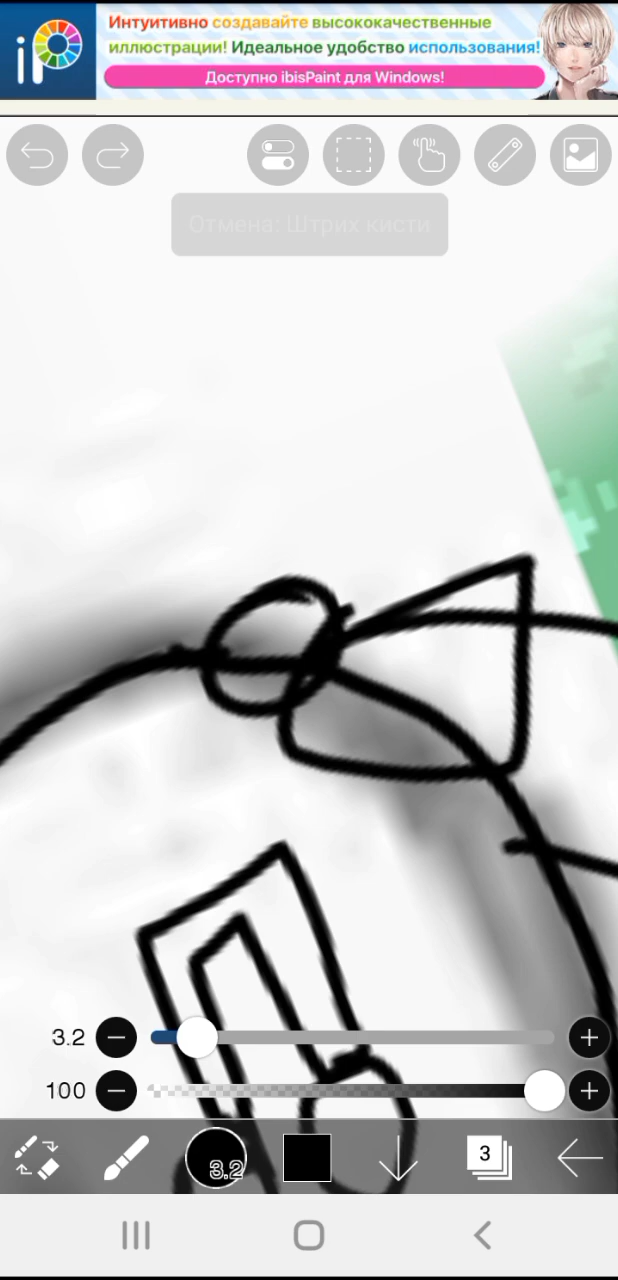 iP
Интуитивно создавайте высококачественные
иллюстрации! Идеальное удобство использования!
Доступно ibisPaint для Windows!
Отмена: Штрих кисти
3.2
100
3.2
3